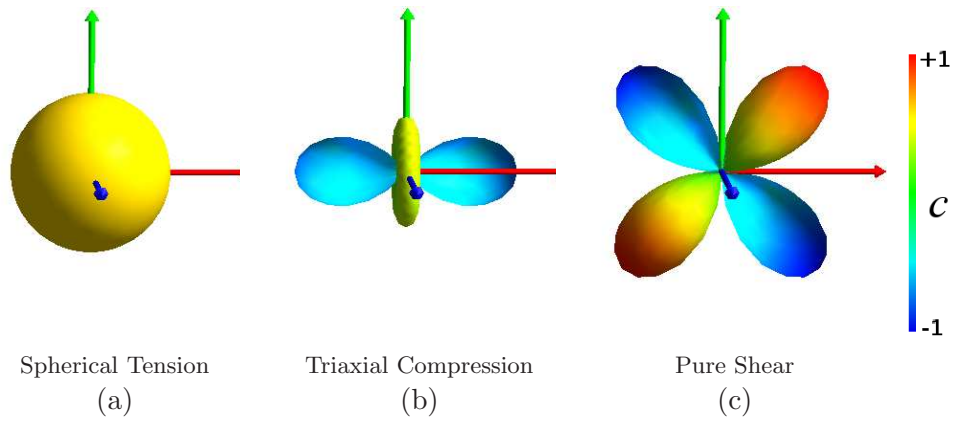 +1
c
-1
Spherical Tension
Triaxial Compression
Pure Shear
(a)
(b)
(c)